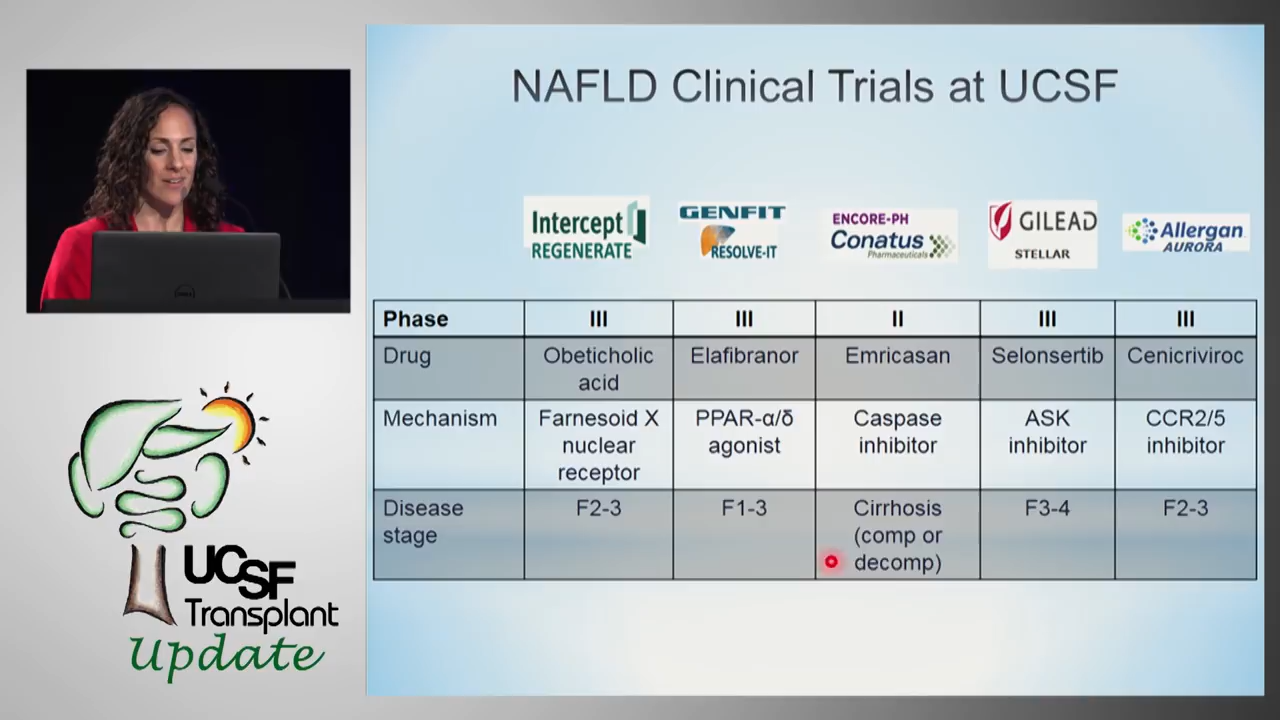 NAFLD Clinical Trials at UCSF
Intercept
REGENERATE
GENFIT
RESOLVE-IT
ENCORE-PH
Conatus
Pharmaceuticals
GILEAD
STELLAR
Allergan
AURORA
Phase III III II III III
Drug Obeticholic acid Elafibranor Emricasan Selonsertib Cenicriviroc
Mechanism Farnesoid X nuclear receptor PPAR-α/δ agonist Caspase inhibitor ASK inhibitor CCR2/5 inhibitor
Disease stage F2-3 F1-3 Cirrhosis (comp or decomp) F3-4 F2-3
DELL
UCSF
Transplant
Update